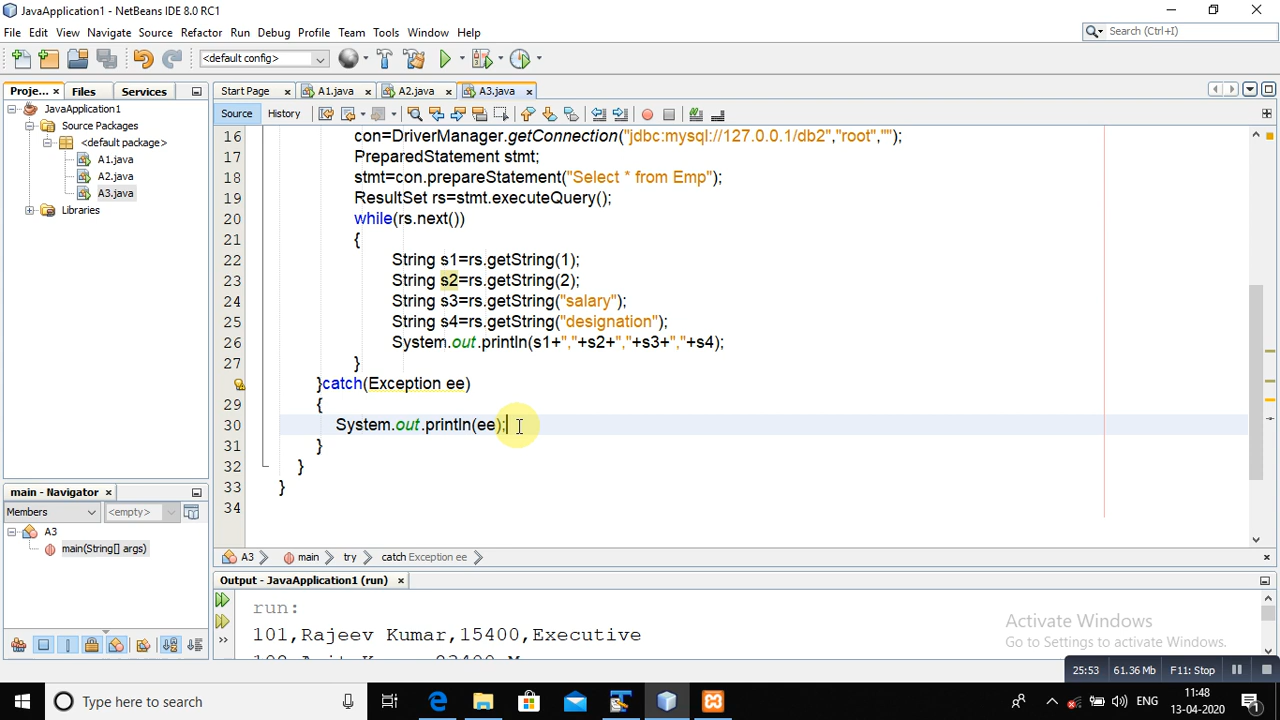 JavaApplication1 - NetBeans IDE 8.0 RC1
File Edit View Navigate Source Refactor Run Debug Profile Team Tools Window Help
Search (Ctrl+I)
<default config>
Proje... × Files Services
Start Page × A1.java × A2.java × A3.java ×
Source History
JavaApplication1
Source Packages
<default package>
A1.java
A2.java
A3.java
Libraries
16 con=DriverManager.getConnection("jdbc:mysql://127.0.0.1/db2","root","");
17 PreparedStatement stmt;
18 stmt=con.prepareStatement("Select * from Emp");
19 ResultSet rs=stmt.executeQuery();
20 while(rs.next())
21 {
22 String s1=rs.getString(1);
23 String s2=rs.getString(2);
24 String s3=rs.getString("salary");
25 String s4=rs.getString("designation");
26 System.out.println(s1+","+s2+","+s3+","+s4);
27 }
}catch(Exception ee)
29 {
30 System.out.println(ee);
31 }
32 }
33 }
34
main - Navigator ×
Members <empty>
A3
main(String[] args)
A3 main try catch Exception ee
Output - JavaApplication1 (run) ×
run:
101,Rajeev Kumar,15400,Executive
Activate Windows
Go to Settings to activate Windows.
25:53 61.36 Mb F11: Stop
Type here to search
ENG
11:48
13-04-2020
1